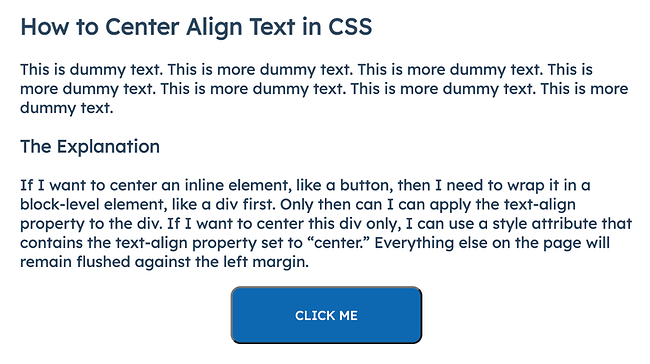 How to Center Align Text in CSS
This is dummy text. This is more dummy text. This is more dummy text. This is
more dummy text. This is more dummy text. This is more dummy text. This is more
dummy text.
The Explanation
If I want to center an inline element, like a button, then I need to wrap it in a
block-level element, like a div first. Only then can I can apply the text-align
property to the div. If I want to center this div only, I can use a style attribute that
contains the text-align property set to “center.” Everything else on the page will
remain flushed against the left margin.
CLICK ME